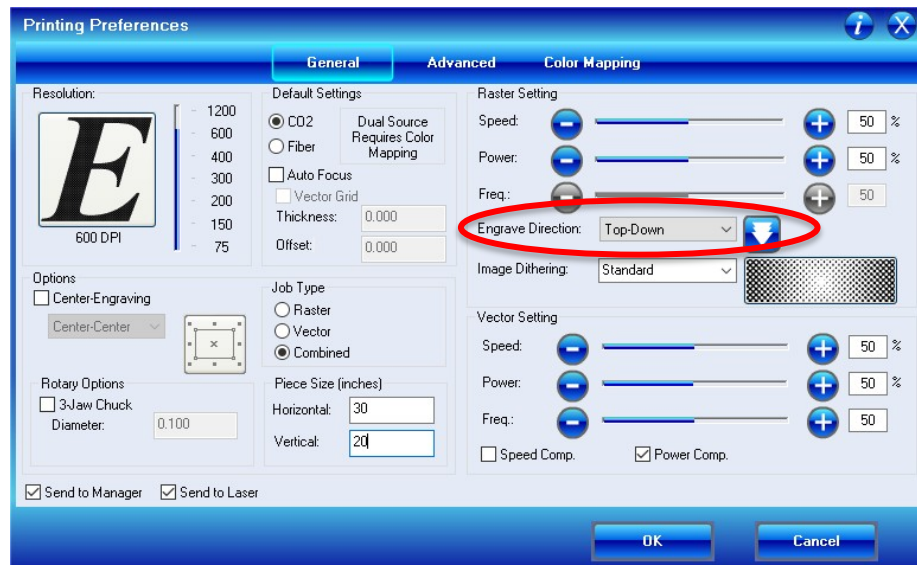 Printing Preferences
i X
General Advanced Color Mapping
Resolution:
E
600 DPI
1200
600
400
300
200
150
75
Default Settings
CO2
Fiber
Dual Source
Requires Color
Mapping
Auto Focus
Vector Grid
Thickness: 0.000
Offset: 0.000
Raster Setting
Speed: 50 %
Power: 50 %
Freq.: 50
Engrave Direction: Top-Down
Image Dithering: Standard
Options
Center-Engraving
Center-Center
Job Type
Raster
Vector
Combined
Vector Setting
Speed: 50 %
Power: 50 %
Freq.: 50
Speed Comp. Power Comp.
Rotary Options
3-Jaw Chuck
Diameter: 0.100
Piece Size (inches)
Horizontal: 30
Vertical: 20
Send to Manager Send to Laser
OK Cancel